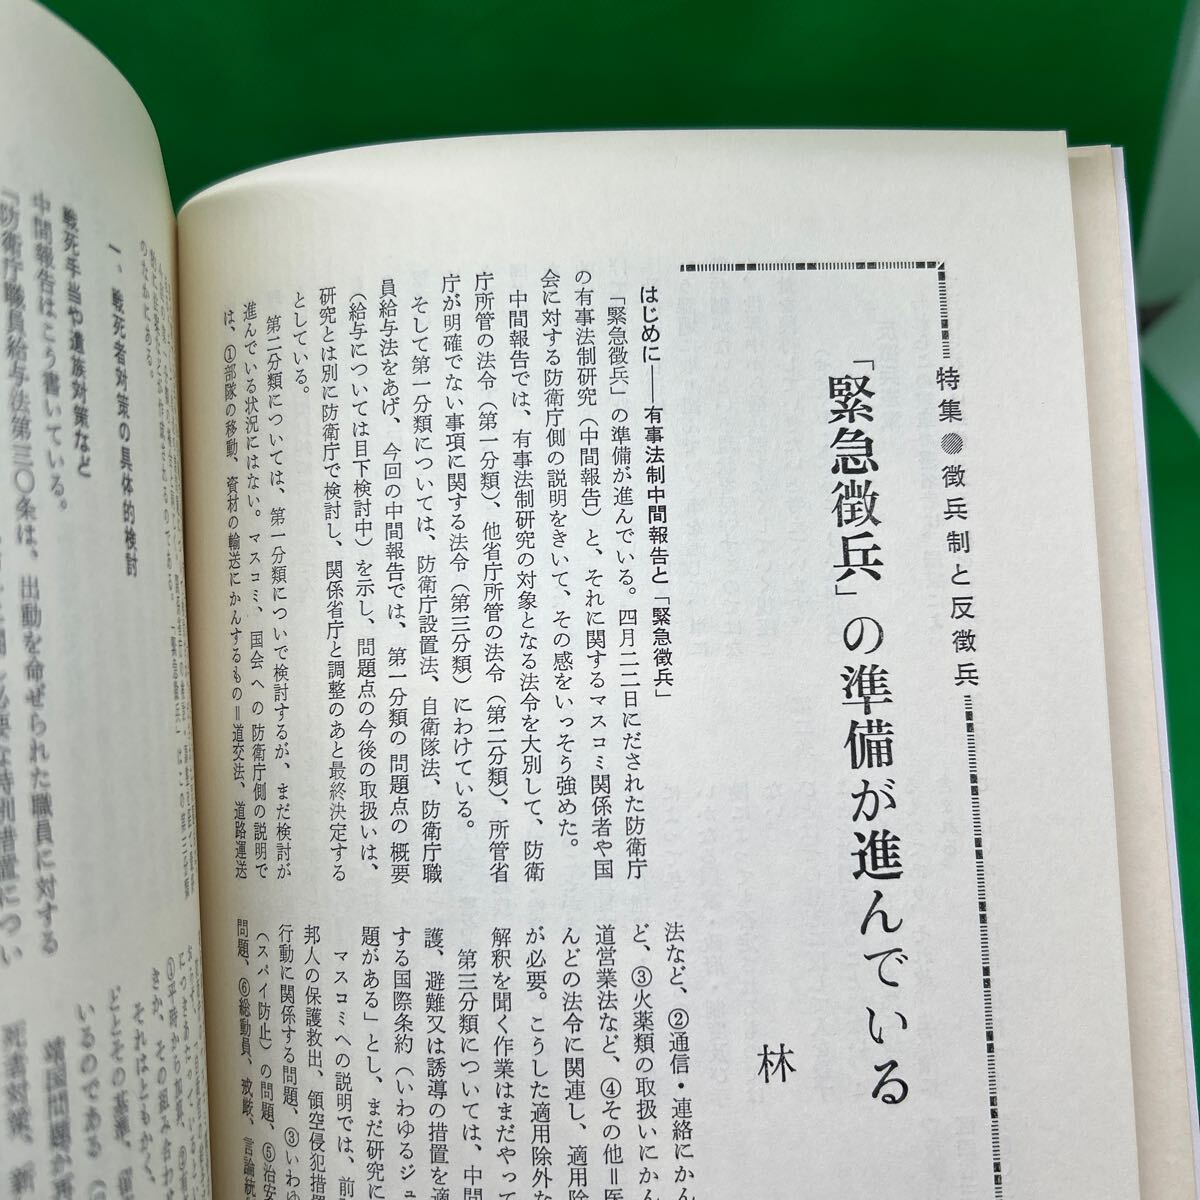 特集●徴兵制と反徴兵
「緊急徴兵」の準備が進んでいる
林
はじめに――有事法制中間報告と「緊急徴兵」
「緊急徴兵」の準備が進んでいる。四月二二日にだされた防衛庁
の有事法制研究（中間報告）と、それに関するマスコミ関係者や国
会に対する防衛庁側の説明をきいて、その感をいっそう強めた。
中間報告では、有事法制研究の対象となる法令を大別して、防衛
庁所管の法令（第一分類）、他省庁所管の法令（第二分類）、所管省
庁が明確でない事項に関する法令（第三分類）にわけている。
そして第一分類については、防衛庁設置法、自衛隊法、防衛庁職
員給与法をあげ、今回の中間報告では、第一分類の問題点の概要
（給与については目下検討中）を示し、問題点の今後の取扱いは、
研究とは別に防衛庁で検討し、関係省庁と調整のあと最終決定する
としている。
第二分類については、第一分類についで検討するが、まだ検討が
進んでいる状況にはない。マスコミ、国会への防衛庁側の説明で
は、①部隊の移動、資材の輸送にかんするもの＝道交法、道路運送
法など、②通信・連絡にかん
ど、③火薬類の取扱いにかん
道営業法など、④その他＝医
んどの法令に関連し、適用除
が必要。こうした適用除外な
解釈を聞く作業はまだやって
第三分類については、中間
護、避難又は誘導の措置を適
する国際条約（いわゆるジュ
題がある」とし、まだ研究に
マスコミへの説明では、前
邦人の保護救出、領空侵犯措
行動に関係する問題、③いわゆ
（スパイ防止）の問題、⑤治安
問題、⑥総動員、戒厳、言論統
一、戦死者対策の具体的検討
戦死手当や遺族対策など
中間報告はこう書いている。
「防衛庁職員給与法第三〇条は、出動を命ぜられた職員に対する